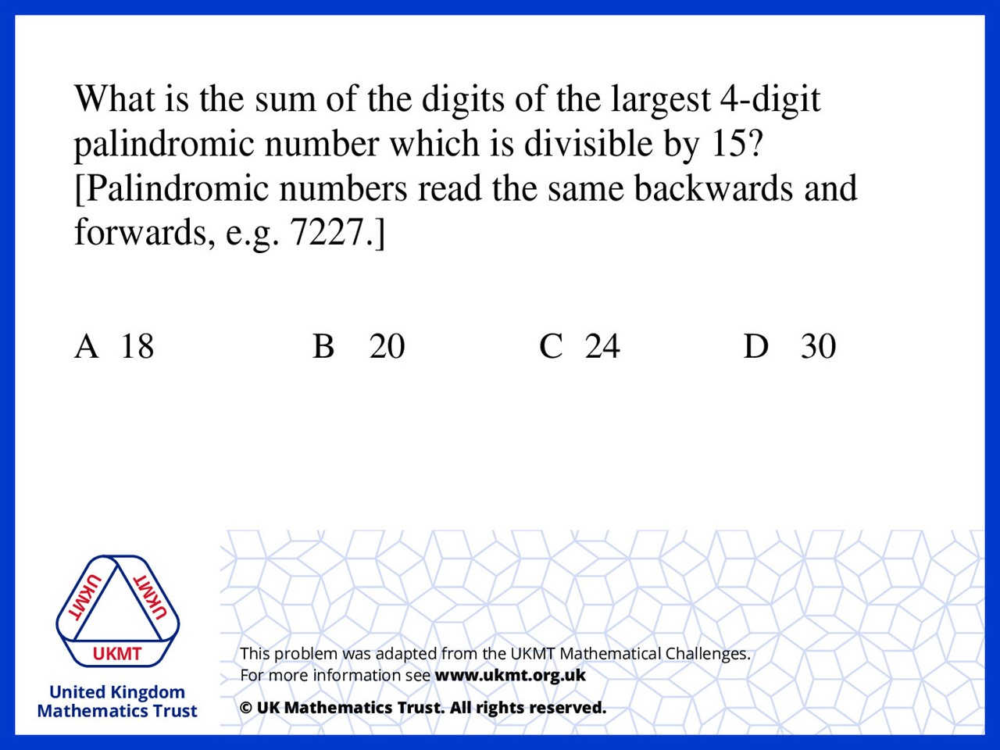 What is the sum of the digits of the largest 4-digit
palindromic number which is divisible by 15?
[Palindromic numbers read the same backwards and
forwards, e.g. 7227.]
A 18 B 20 C 24 D 30
UKMT
UKMT
UKMT
United Kingdom
Mathematics Trust
This problem was adapted from the UKMT Mathematical Challenges.
For more information see www.ukmt.org.uk
© UK Mathematics Trust. All rights reserved.